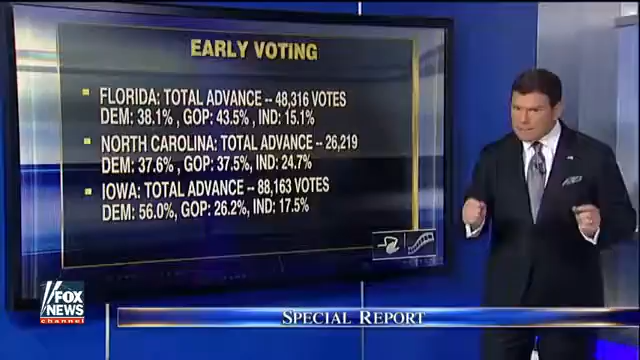 EARLY VOTING
FLORIDA: TOTAL ADVANCE -- 48,316 VOTES
DEM: 38.1% , GOP: 43.5% , IND: 15.1%
NORTH CAROLINA: TOTAL ADVANCE -- 26,219
DEM: 37.6% , GOP: 37.5%, IND: 24.7%
IOWA: TOTAL ADVANCE -- 88,163 VOTES
DEM: 56.0%, GOP: 26.2%, IND: 17.5%
FOX
NEWS
channel
SPECIAL REPORT